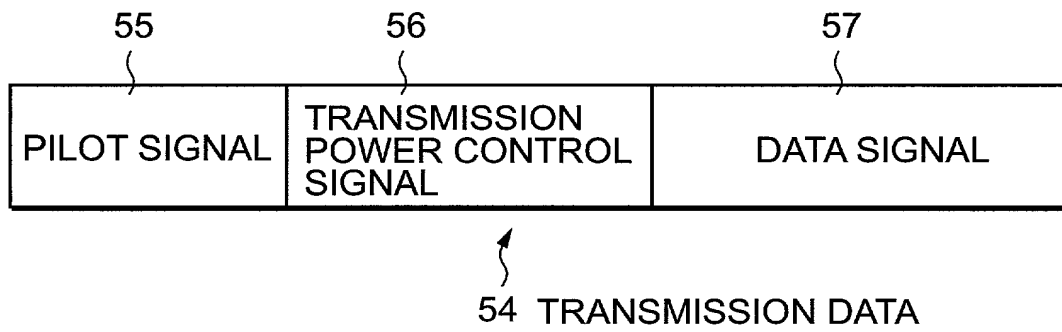 55 56 57
PILOT SIGNAL
TRANSMISSION
POWER CONTROL
SIGNAL
DATA SIGNAL
54 TRANSMISSION DATA